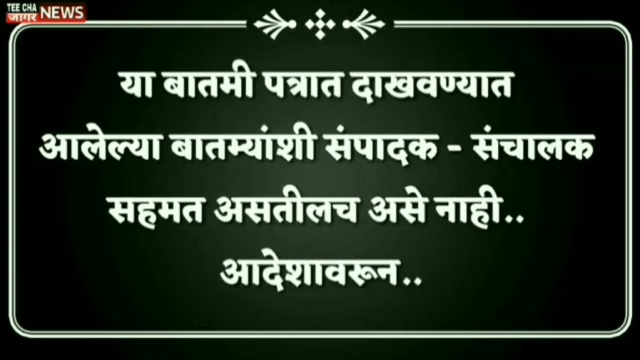 TEE CHA
जागर NEWS
या बातमी पत्रात दाखवण्यात
आलेल्या बातम्यांशी संपादक - संचालक
सहमत असतीलच असे नाही..
आदेशावरून..